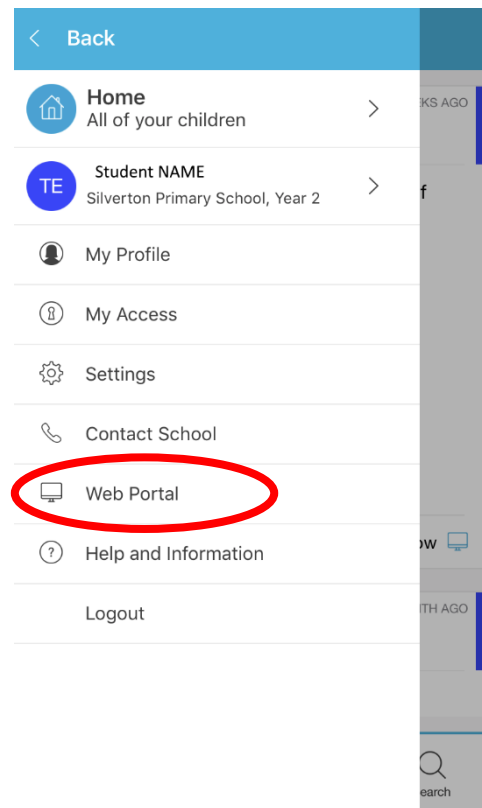 Back
Home
All of your children
TE
Student NAME
Silverton Primary School, Year 2
My Profile
My Access
Settings
Contact School
Web Portal
Help and Information
Logout
KS AGO
f
ow
TH AGO
earch